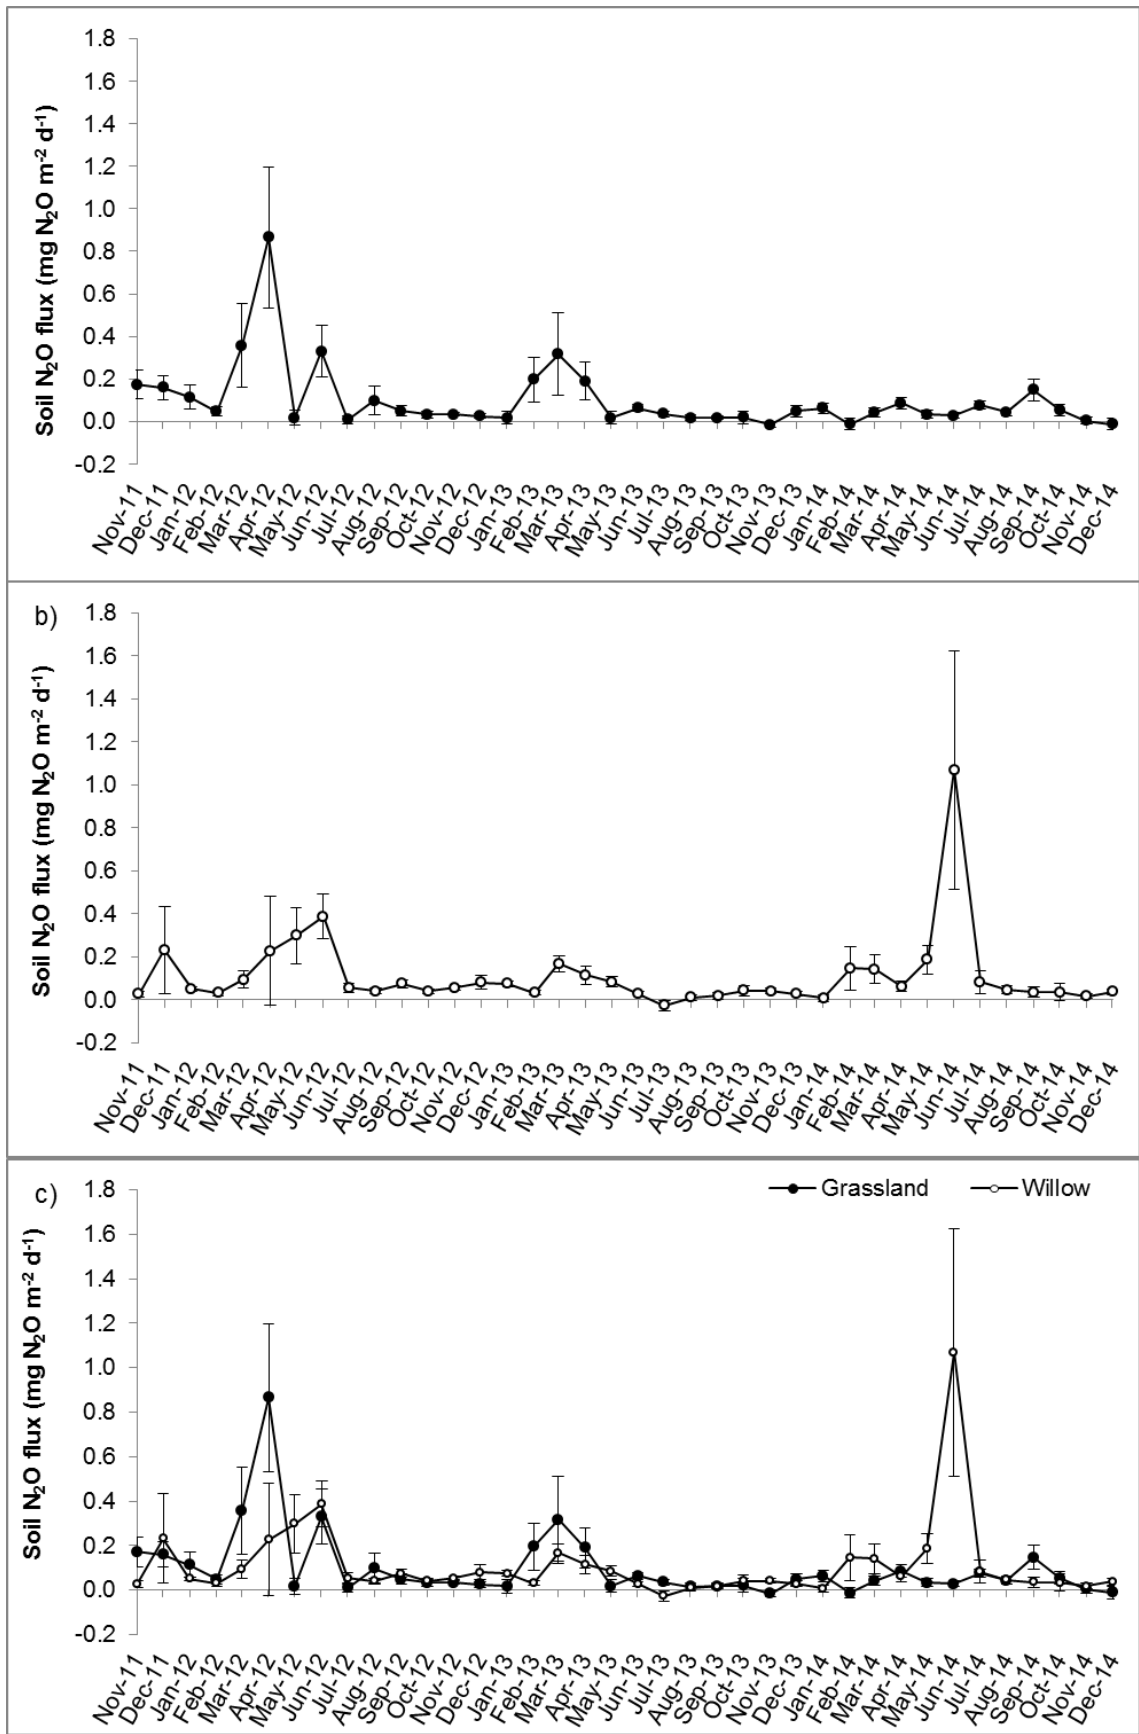 1.8
1.6
1.4
1.2
1.0
0.8
0.6
0.4
0.2
0.0
-0.2
Soil N₂O flux (mg N₂O m⁻² d⁻¹)
Nov-11
Dec-11
Jan-12
Feb-12
Mar-12
Apr-12
May-12
Jun-12
Jul-12
Aug-12
Sep-12
Oct-12
Nov-12
Dec-12
Jan-13
Feb-13
Mar-13
Apr-13
May-13
Jun-13
Jul-13
Aug-13
Sep-13
Oct-13
Nov-13
Dec-13
Jan-14
Feb-14
Mar-14
Apr-14
May-14
Jun-14
Jul-14
Aug-14
Sep-14
Oct-14
Nov-14
Dec-14
b)
1.8
1.6
1.4
1.2
1.0
0.8
0.6
0.4
0.2
0.0
-0.2
Soil N₂O flux (mg N₂O m⁻² d⁻¹)
Nov-11
Dec-11
Jan-12
Feb-12
Mar-12
Apr-12
May-12
Jun-12
Jul-12
Aug-12
Sep-12
Oct-12
Nov-12
Dec-12
Jan-13
Feb-13
Mar-13
Apr-13
May-13
Jun-13
Jul-13
Aug-13
Sep-13
Oct-13
Nov-13
Dec-13
Jan-14
Feb-14
Mar-14
Apr-14
May-14
Jun-14
Jul-14
Aug-14
Sep-14
Oct-14
Nov-14
Dec-14
c)
Grassland Willow
1.8
1.6
1.4
1.2
1.0
0.8
0.6
0.4
0.2
0.0
-0.2
Soil N₂O flux (mg N₂O m⁻² d⁻¹)
Nov-11
Dec-11
Jan-12
Feb-12
Mar-12
Apr-12
May-12
Jun-12
Jul-12
Aug-12
Sep-12
Oct-12
Nov-12
Dec-12
Jan-13
Feb-13
Mar-13
Apr-13
May-13
Jun-13
Jul-13
Aug-13
Sep-13
Oct-13
Nov-13
Dec-13
Jan-14
Feb-14
Mar-14
Apr-14
May-14
Jun-14
Jul-14
Aug-14
Sep-14
Oct-14
Nov-14
Dec-14